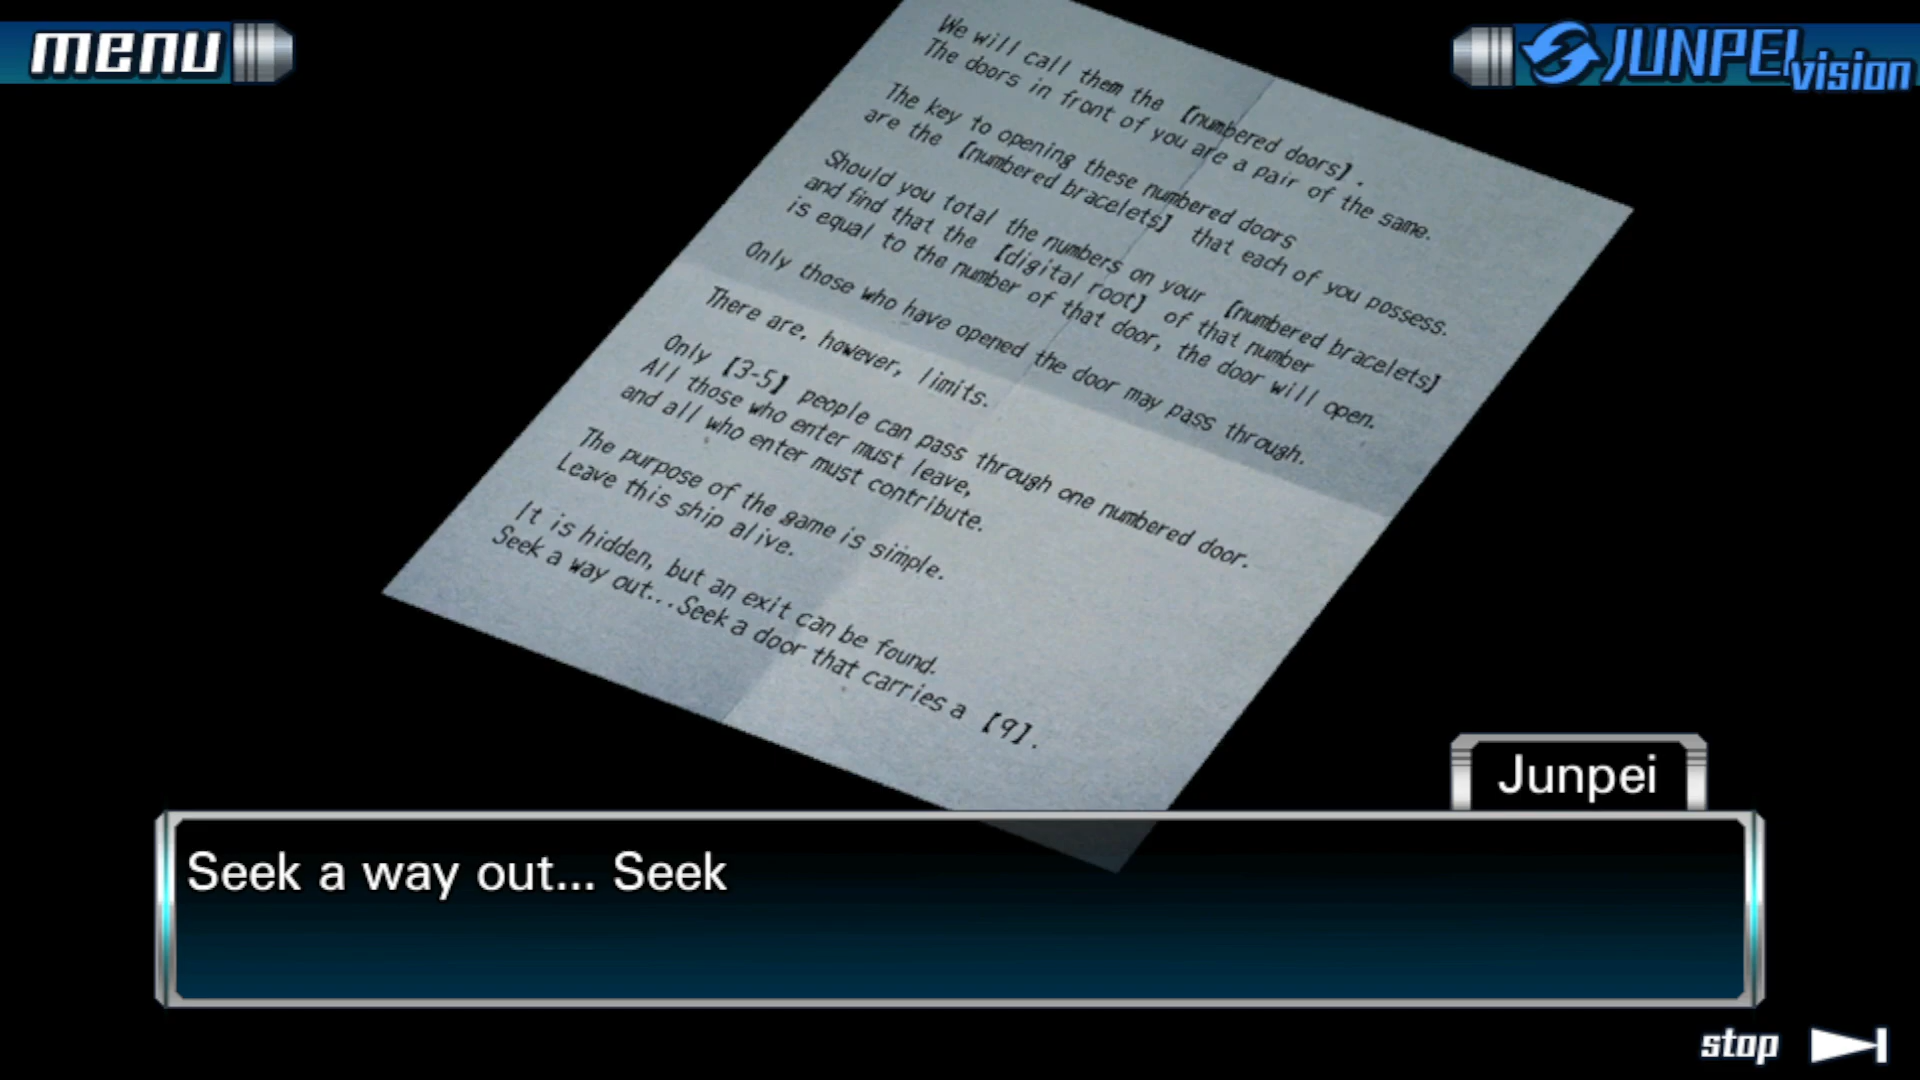 menu
JUNPEI vision
We will call them the [numbered doors].
The doors in front of you are a pair of the same.
The key to opening these numbered doors
are the [numbered bracelets] that each of you possess.
Should you total the numbers on your [numbered bracelets]
and find that the [digital root] of that number
is equal to the number of that door, the door will open.
Only those who have opened the door may pass through.
There are, however, limits.
Only [3-5] people can pass through one numbered door.
All those who enter must leave,
and all who enter must contribute.
The purpose of the game is simple.
Leave this ship alive.
It is hidden, but an exit can be found.
Seek a way out...Seek a door that carries a [9].
Junpei
Seek a way out... Seek
stop